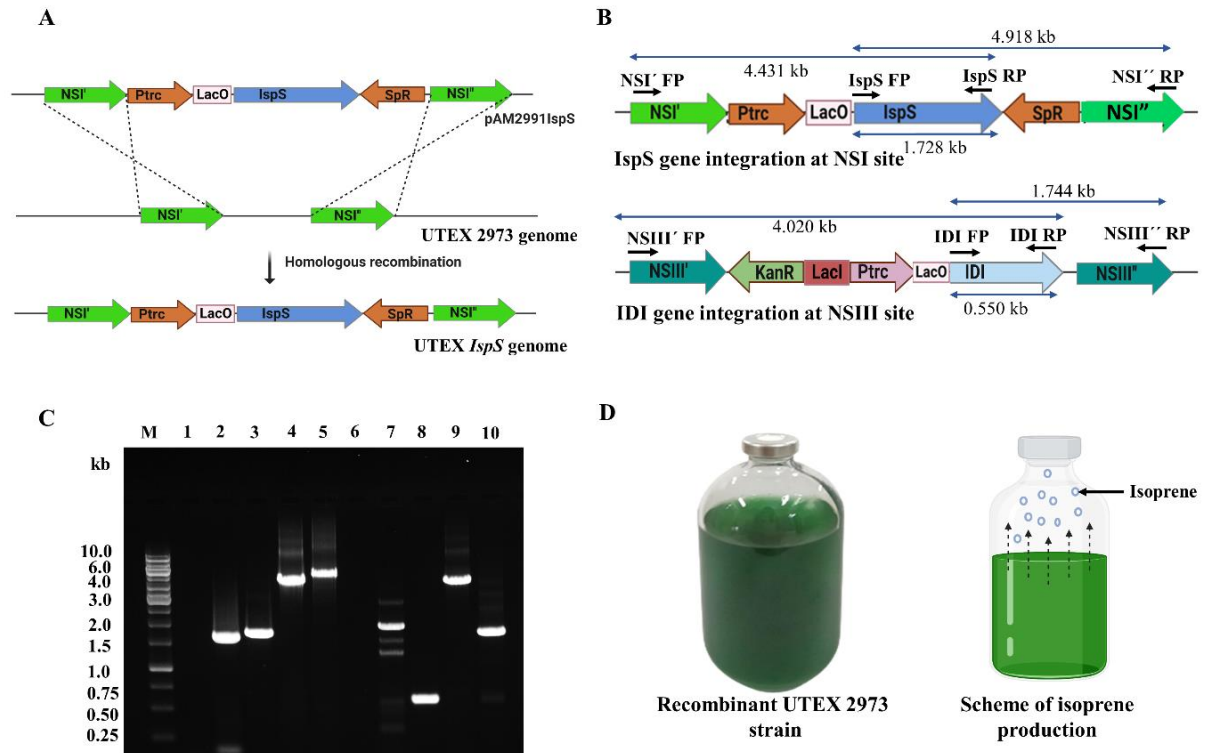 A
NSI' Ptrc LacO IspS SpR NSI"
pAM2991IspS
NSI' NSI"
UTEX 2973 genome
Homologous recombination
NSI' Ptrc LacO IspS SpR NSI"
UTEX IspS genome
B
4.918 kb
4.431 kb
NSI´ FP IspS FP IspS RP NSI´´ RP
NSI' Ptrc LacO IspS SpR NSI"
1.728 kb
IspS gene integration at NSI site
1.744 kb
4.020 kb
NSIII´ FP IDI FP IDI RP NSIII´´ RP
NSIII' KanR LacI Ptrc LacO IDI NSIII"
0.550 kb
IDI gene integration at NSIII site
C
M 1 2 3 4 5 6 7 8 9 10
kb
10.0
6.0
4.0
3.0
2.0
1.5
1.0
0.75
0.50
0.25
D
Isoprene
Recombinant UTEX 2973
strain
Scheme of isoprene
production